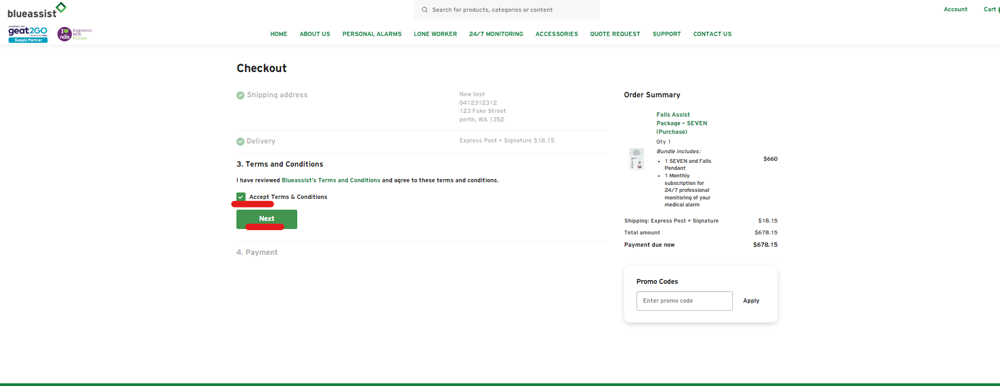 blueassist
Search for products, categories or content
Account
Cart
AUSTRALIAN
geat2GO
Supply Partner
I
ndis
Registered
NDIS
Provider
HOME
ABOUT US
PERSONAL ALARMS
LONE WORKER
24/7 MONITORING
ACCESSORIES
QUOTE REQUEST
SUPPORT
CONTACT US
Checkout
Shipping address
New test
0412312312
123 Fake Street
perth, WA 1352
Delivery
Express Post + Signature $18.15
3. Terms and Conditions
I have reviewed Blueassist's Terms and Conditions and agree to these terms and conditions.
Accept Terms & Conditions
Next
4. Payment
Order Summary
Falls Assist
Package – SEVEN
(Purchase)
Qty 1
Bundle includes:
• 1 SEVEN and Falls
Pendant
• 1 Monthly
subscription for
24/7 professional
monitoring of your
medical alarm
$660
Shipping: Express Post + Signature $18.15
Total amount $678.15
Payment due now $678.15
Promo Codes
Enter promo code
Apply